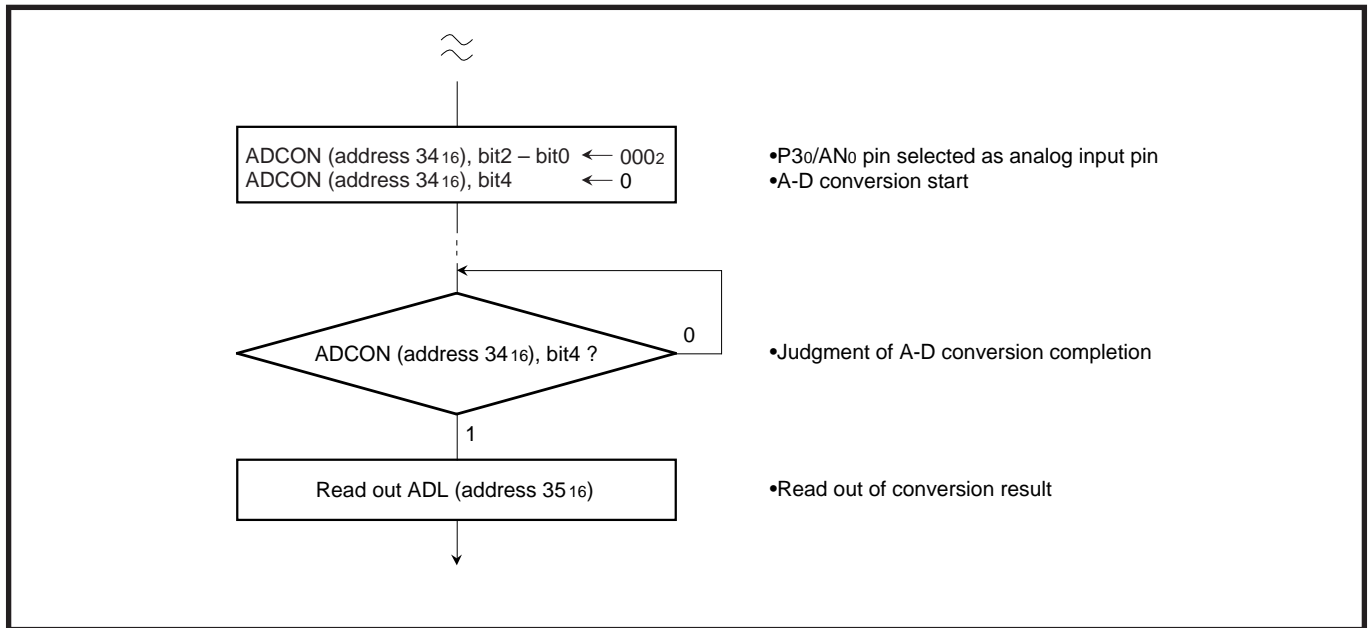 ADCON (address 34₁₆), bit2 – bit0 ← 000₂ •P3₀/AN₀ pin selected as analog input pin
ADCON (address 34₁₆), bit4 ← 0 •A-D conversion start
0
ADCON (address 34₁₆), bit4 ? •Judgment of A-D conversion completion
1
Read out ADL (address 35₁₆) •Read out of conversion result